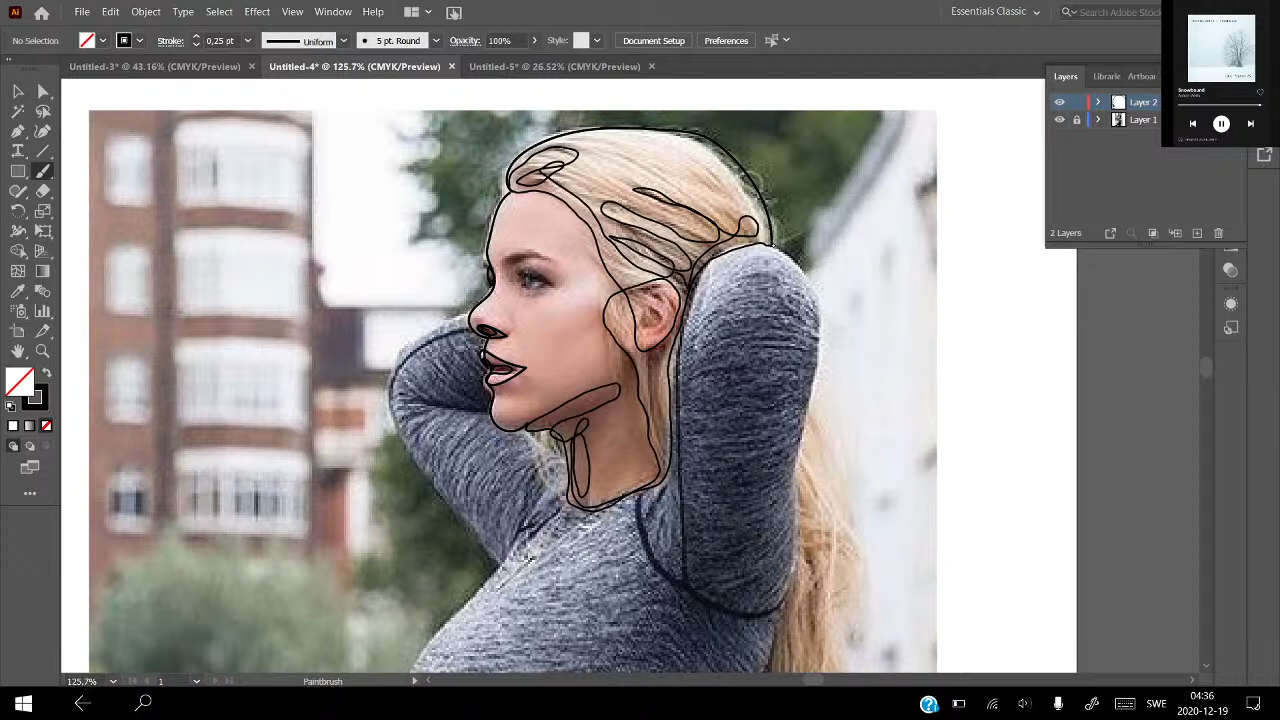 Ai File Edit Object Type Select Effect View Window Help Essentials Classic Search Adobe Stock
No Selection Stroke: 0,25 pt Uniform 5 pt. Round Opacity: 100% Style: Document Setup Preferences
Untitled-3* @ 43.16% (CMYK/Preview) Untitled-4* @ 125.7% (CMYK/Preview) Untitled-5* @ 26.52% (CMYK/Preview)
Layers Librarie Artboar
Layer 2
Layer 1
2 Layers
Snowbound
125.7% 1 Paintbrush
SWE 04:36
2020-12-19